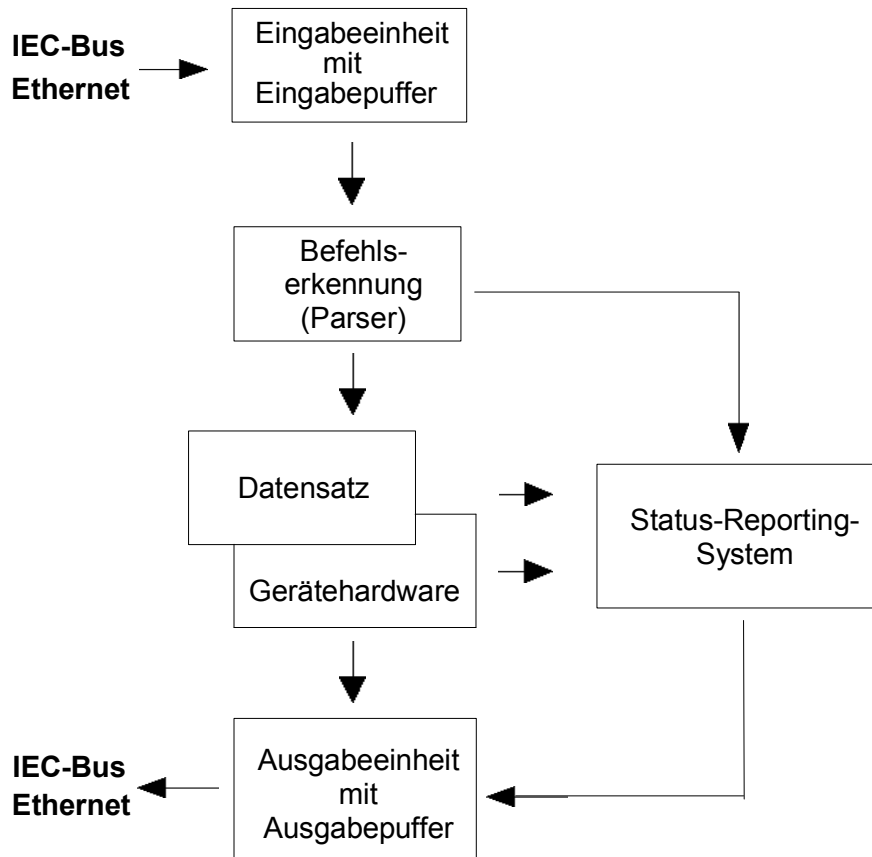 IEC-Bus
Ethernet
Eingabeeinheit
mit
Eingabepuffer
Befehls-
erkennung
(Parser)
Datensatz
Gerätehardware
Status-Reporting-
System
IEC-Bus
Ethernet
Ausgabeeinheit
mit
Ausgabepuffer